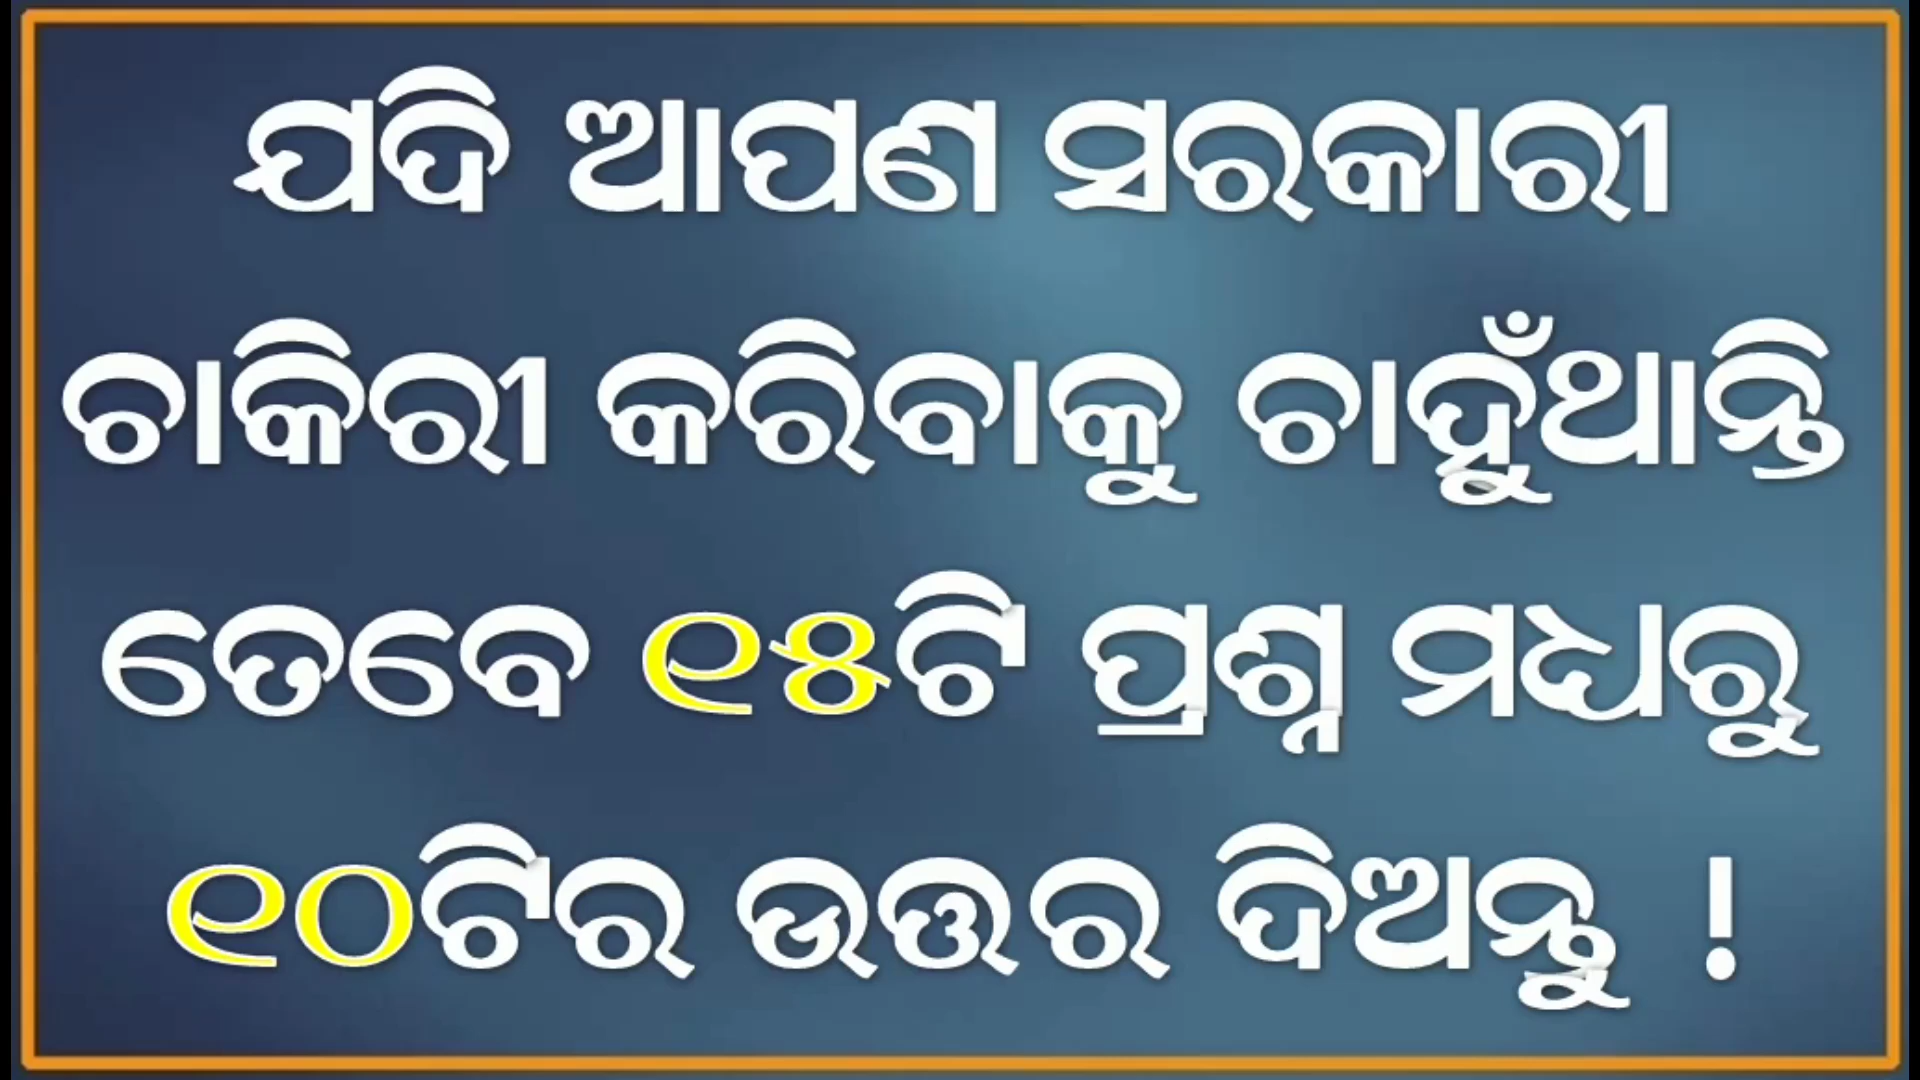 ଯଦି ଆପଣ ସରକାରୀ
ଚାକିରୀ କରିବାକୁ ଚାହୁଁଥାନ୍ତି
ତେବେ ୧୫ଟି ପ୍ରଶ୍ନ ମଧ୍ୟରୁ
୧୦ଟିର ଉତ୍ତର ଦିଅନ୍ତୁ !